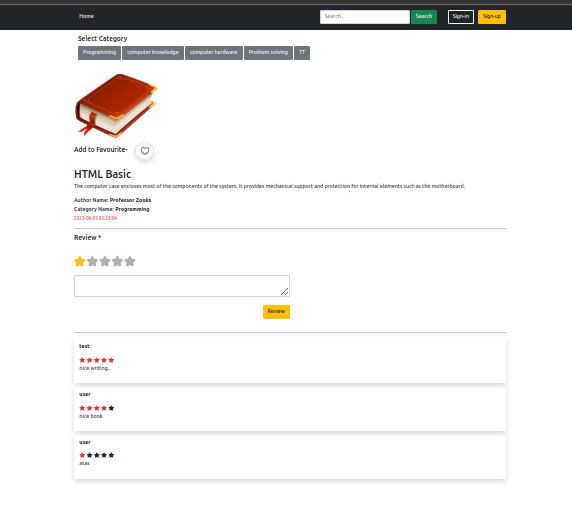 Home Search... Search Sign-in Sign-up
Select Category
Programming computer knowledge computer hardware Problem solving TT
Add to Favourite-
HTML Basic
The computer case encloses most of the components of the system. It provides mechanical support and protection for internal elements such as the motherboard.
Author Name: Professor Zooks
Category Name: Programming
2023-06-05 05:39:04
Review *
Review
test
nice writing..
user
nice book
user
asas